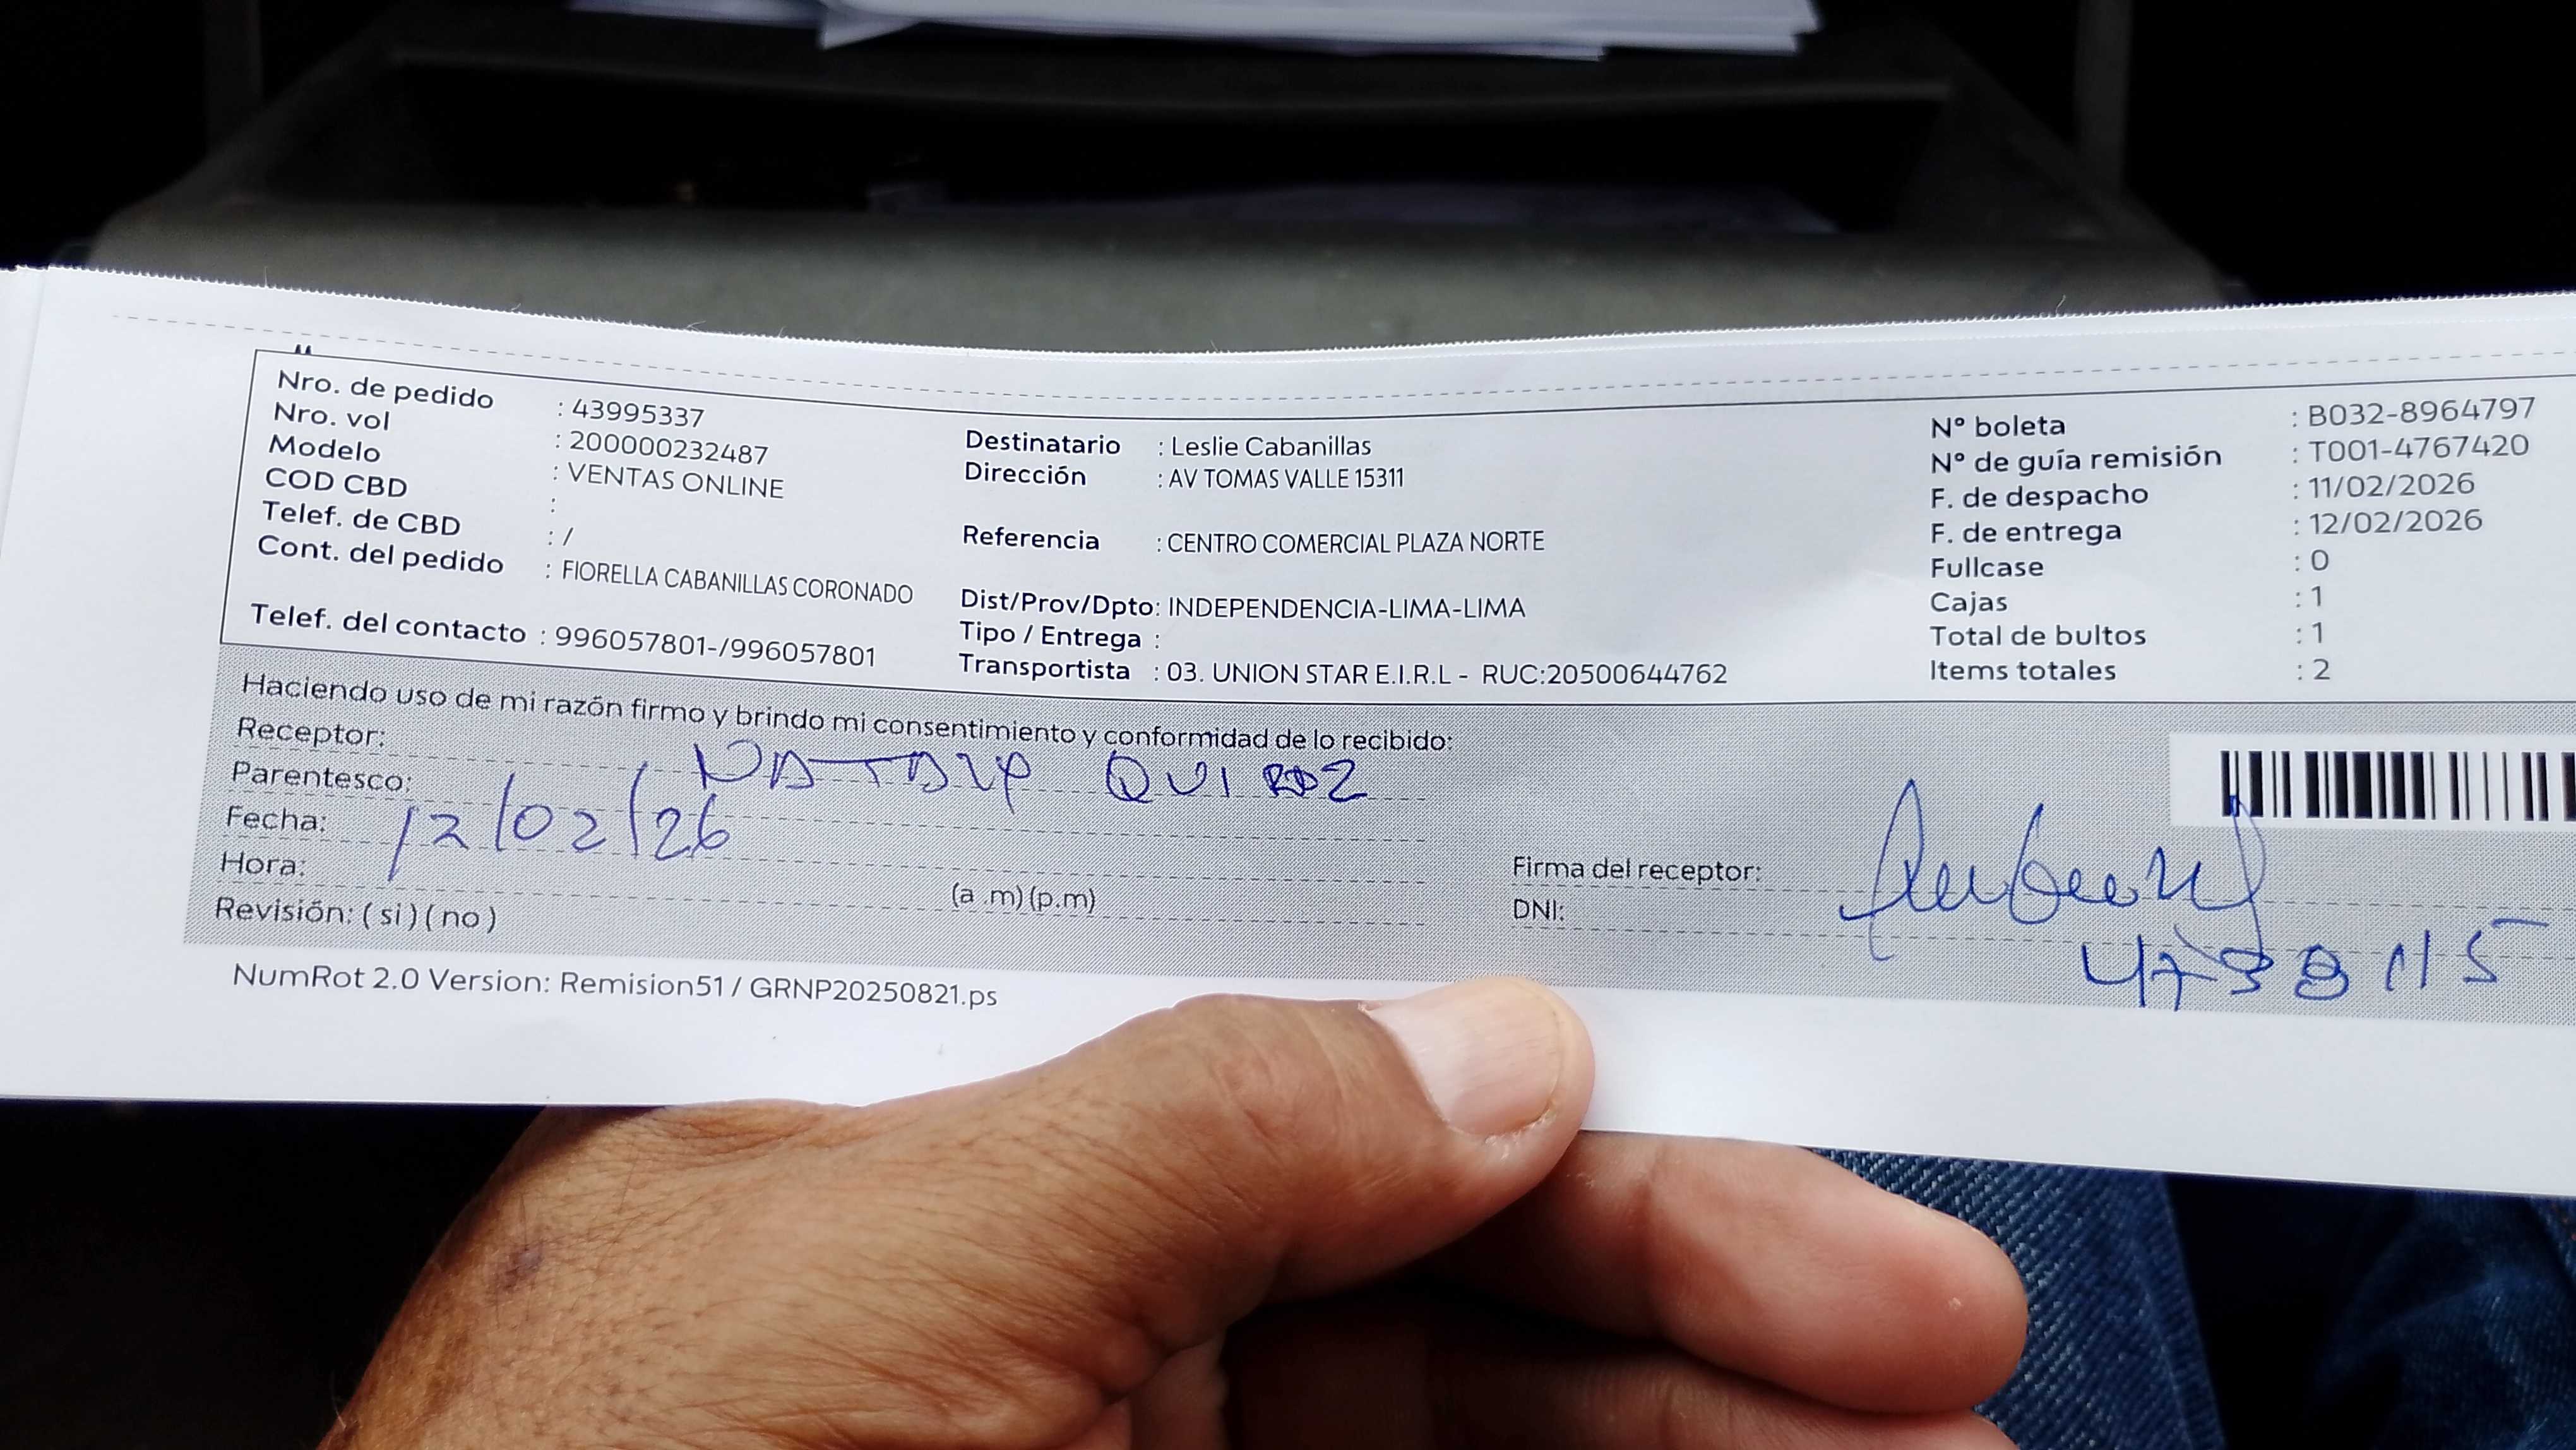 Nro. de pedido : 43995337
Nro. vol : 200000232487
Modelo : VENTAS ONLINE
COD CBD :
Telef. de CBD : /
Cont. del pedido : FIORELLA CABANILLAS CORONADO
Telef. del contacto : 996057801-/996057801
Destinatario : Leslie Cabanillas
Dirección : AV TOMAS VALLE 15311
Referencia : CENTRO COMERCIAL PLAZA NORTE
Dist/Prov/Dpto: INDEPENDENCIA-LIMA-LIMA
Tipo / Entrega :
Transportista : 03. UNION STAR E.I.R.L - RUC:20500644762
N° boleta : B032-8964797
N° de guía remisión : T001-4767420
F. de despacho : 11/02/2026
F. de entrega : 12/02/2026
Fullcase : 0
Cajas : 1
Total de bultos : 1
Items totales : 2
Haciendo uso de mi razón firmo y brindo mi consentimiento y conformidad de lo recibido:
Receptor: QUIROZ
Parentesco:
Fecha: 12/02/26
Hora: (a .m) (p.m)
Revisión: ( si ) ( no )
Firma del receptor:
DNI:
NumRot 2.0 Version: Remision51 / GRNP20250821.ps